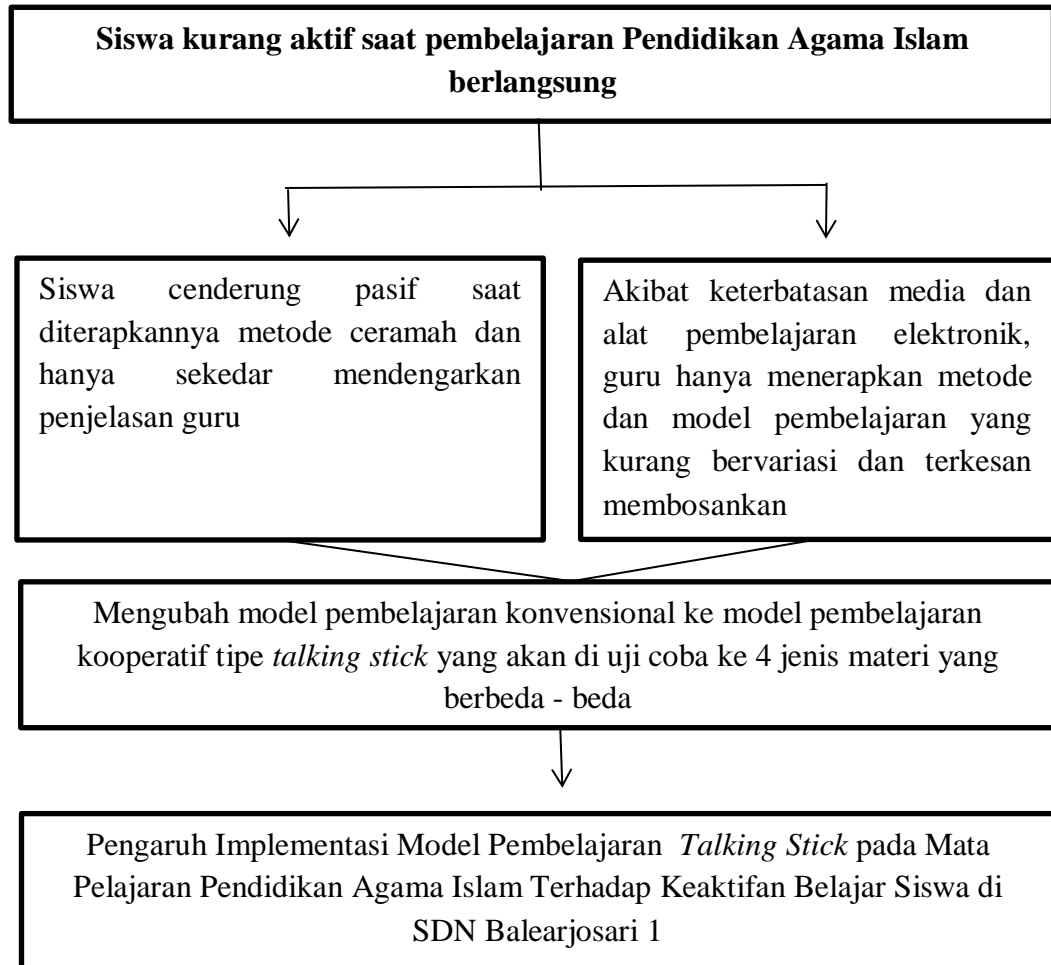 Siswa kurang aktif saat pembelajaran Pendidikan Agama Islam
berlangsung
Siswa cenderung pasif saat
diterapkannya metode ceramah dan
hanya sekedar mendengarkan
penjelasan guru
Akibat keterbatasan media dan
alat pembelajaran elektronik,
guru hanya menerapkan metode
dan model pembelajaran yang
kurang bervariasi dan terkesan
membosankan
Mengubah model pembelajaran konvensional ke model pembelajaran
kooperatif tipe talking stick yang akan di uji coba ke 4 jenis materi yang
berbeda - beda
Pengaruh Implementasi Model Pembelajaran Talking Stick pada Mata
Pelajaran Pendidikan Agama Islam Terhadap Keaktifan Belajar Siswa di
SDN Balearjosari 1